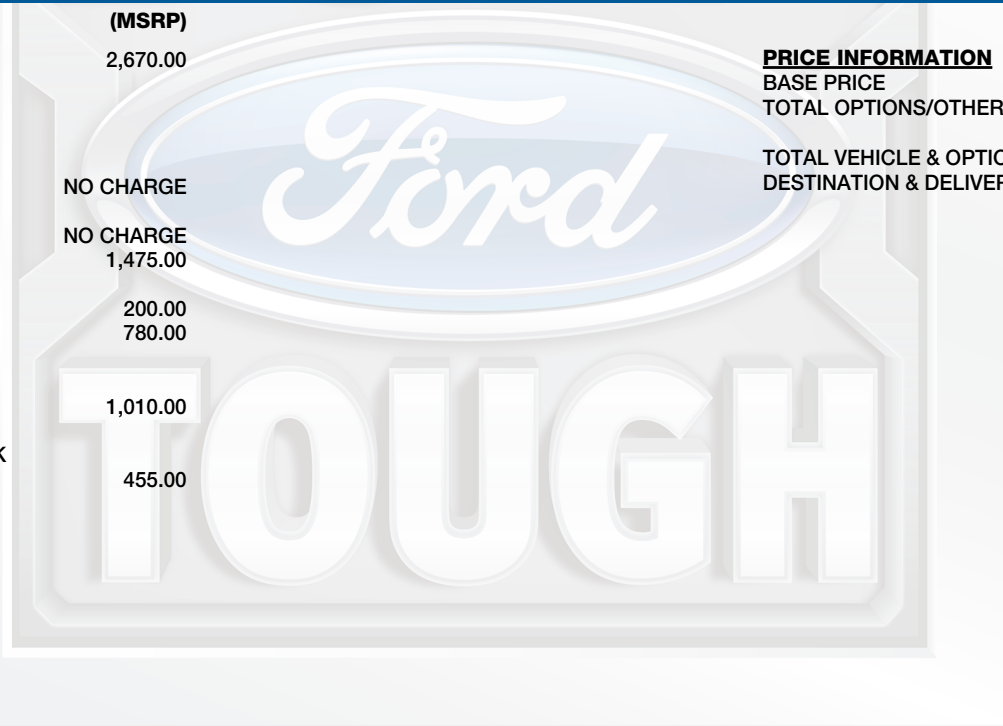 (MSRP)
2,670.00
NO CHARGE
NO CHARGE
1,475.00
200.00
780.00
1,010.00
K
455.00
PRICE INFORMATION
BASE PRICE
TOTAL OPTIONS/OTHER
TOTAL VEHICLE & OPTIO
DESTINATION & DELIVER
Ford
TOUGH